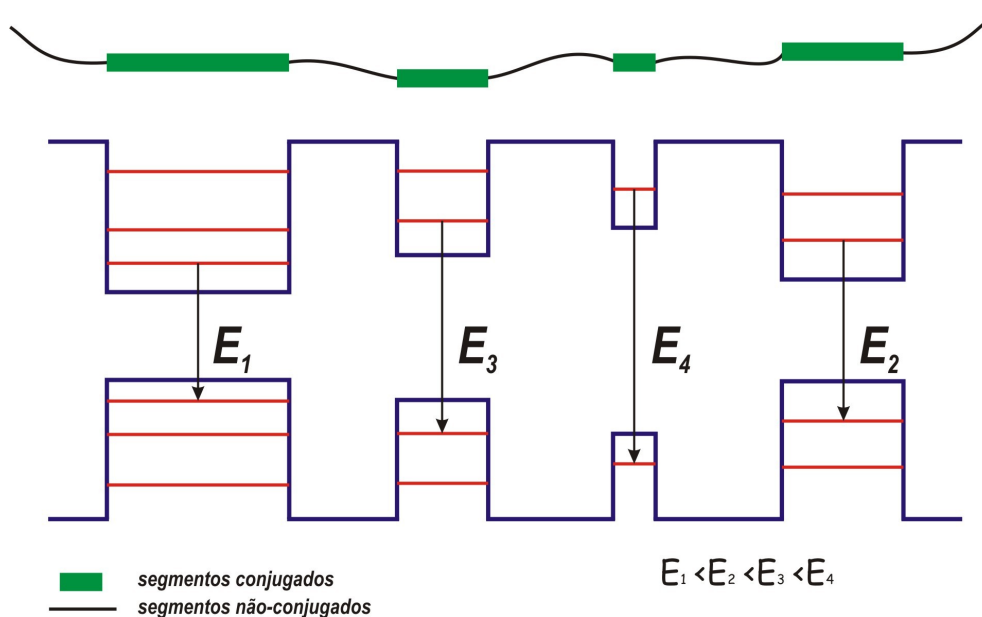 E1
E3
E4
E2
segmentos conjugados
segmentos não-conjugados
E1 < E2 < E3 < E4